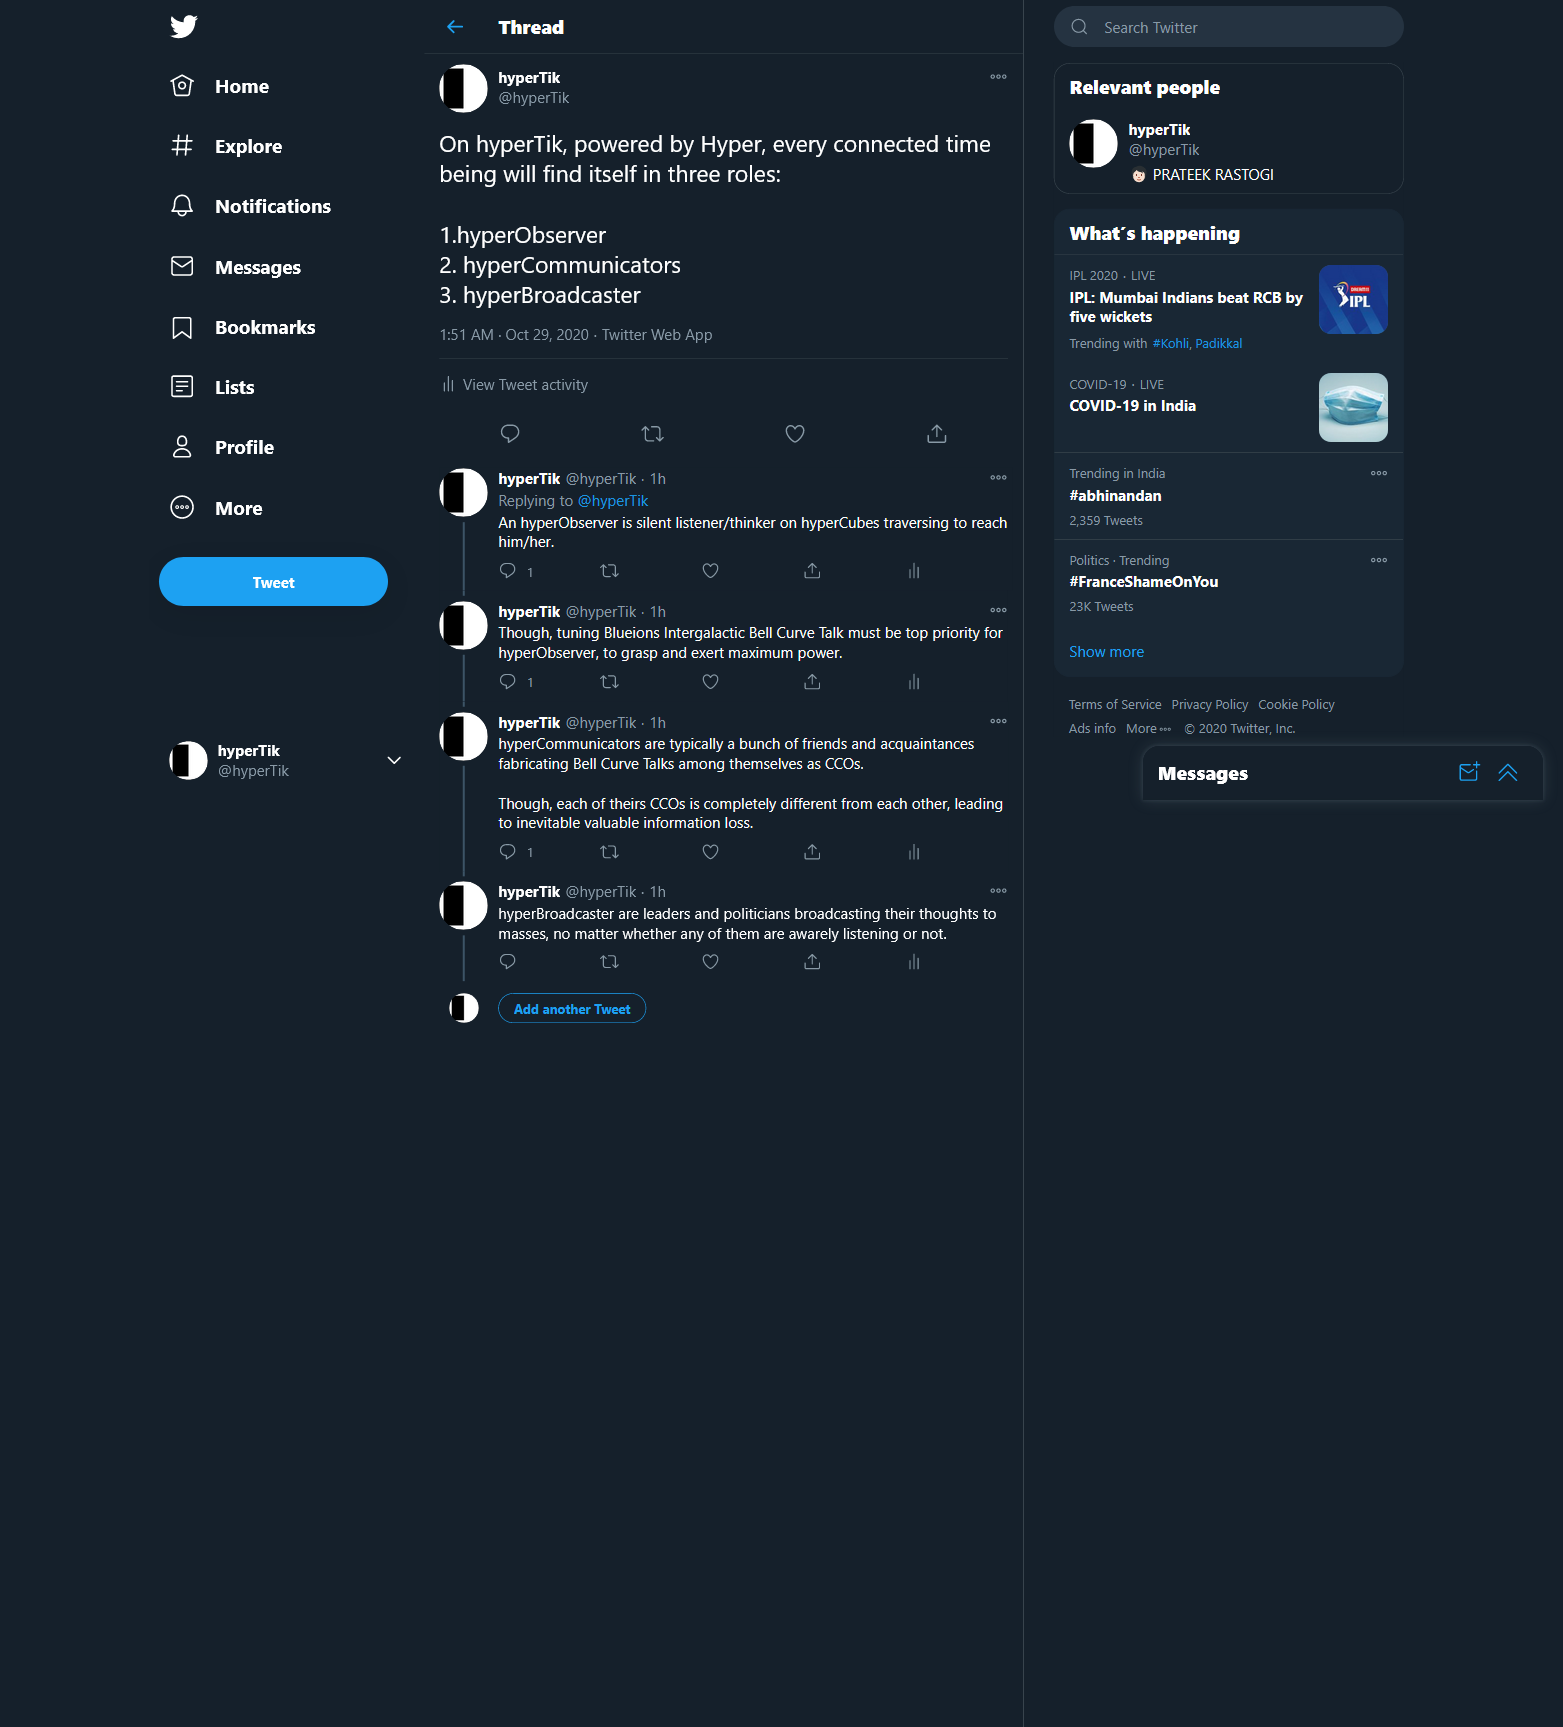 Home
Explore
Notifications
Messages
Bookmarks
Lists
Profile
More
Tweet
hyperTik
@hyperTik
Thread
hyperTik
@hyperTik
On hyperTik, powered by Hyper, every connected time
being will find itself in three roles:
1.hyperObserver
2. hyperCommunicators
3. hyperBroadcaster
1:51 AM · Oct 29, 2020 · Twitter Web App
View Tweet activity
hyperTik @hyperTik · 1h
Replying to @hyperTik
An hyperObserver is silent listener/thinker on hyperCubes traversing to reach
him/her.
1
hyperTik @hyperTik · 1h
Though, tuning Blueions Intergalactic Bell Curve Talk must be top priority for
hyperObserver, to grasp and exert maximum power.
1
hyperTik @hyperTik · 1h
hyperCommunicators are typically a bunch of friends and acquaintances
fabricating Bell Curve Talks among themselves as CCOs.
Though, each of theirs CCOs is completely different from each other, leading
to inevitable valuable information loss.
1
hyperTik @hyperTik · 1h
hyperBroadcaster are leaders and politicians broadcasting their thoughts to
masses, no matter whether any of them are awarely listening or not.
Add another Tweet
Search Twitter
Relevant people
hyperTik
@hyperTik
PRATEEK RASTOGI
What´s happening
IPL 2020 · LIVE
IPL: Mumbai Indians beat RCB by
five wickets
Trending with #Kohli, Padikkal
IPL
COVID-19 · LIVE
COVID-19 in India
Trending in India
#abhinandan
2,359 Tweets
Politics · Trending
#FranceShameOnYou
23K Tweets
Show more
Terms of Service Privacy Policy Cookie Policy
Ads info More © 2020 Twitter, Inc.
Messages